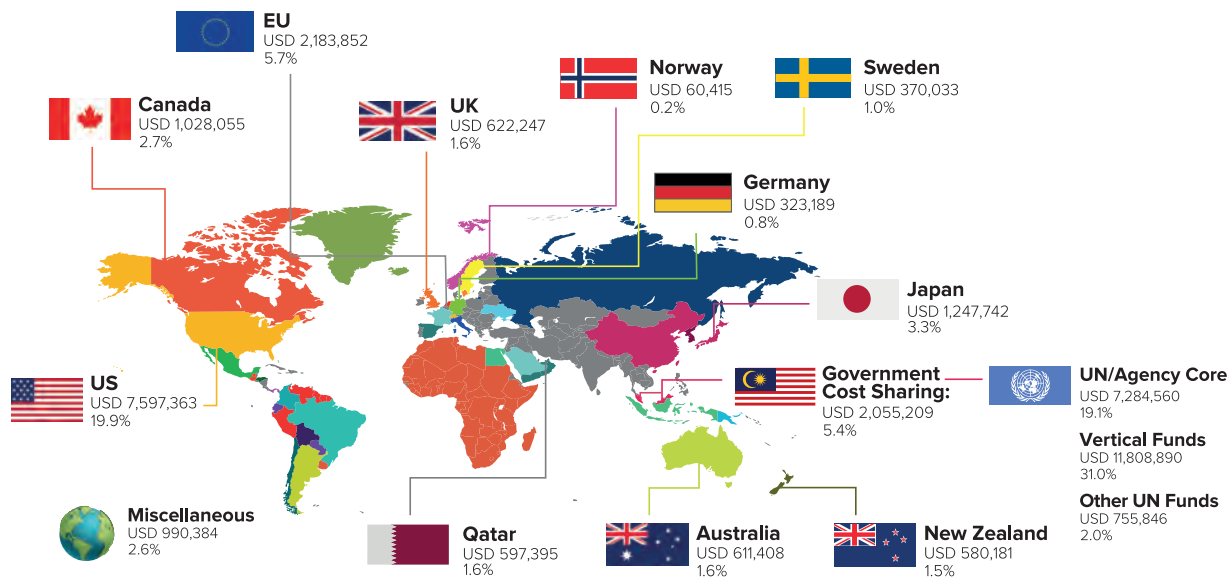 EU
USD 2,183,852
5.7%
Norway
USD 60,415
0.2%
Sweden
USD 370,033
1.0%
Canada
USD 1,028,055
2.7%
UK
USD 622,247
1.6%
Germany
USD 323,189
0.8%
Japan
USD 1,247,742
3.3%
US
USD 7,597,363
19.9%
Government
Cost Sharing:
USD 2,055,209
5.4%
UN/Agency Core
USD 7,284,560
19.1%
Vertical Funds
USD 11,808,890
31.0%
Other UN Funds
USD 755,846
2.0%
Miscellaneous
USD 990,384
2.6%
Qatar
USD 597,395
1.6%
Australia
USD 611,408
1.6%
New Zealand
USD 580,181
1.5%